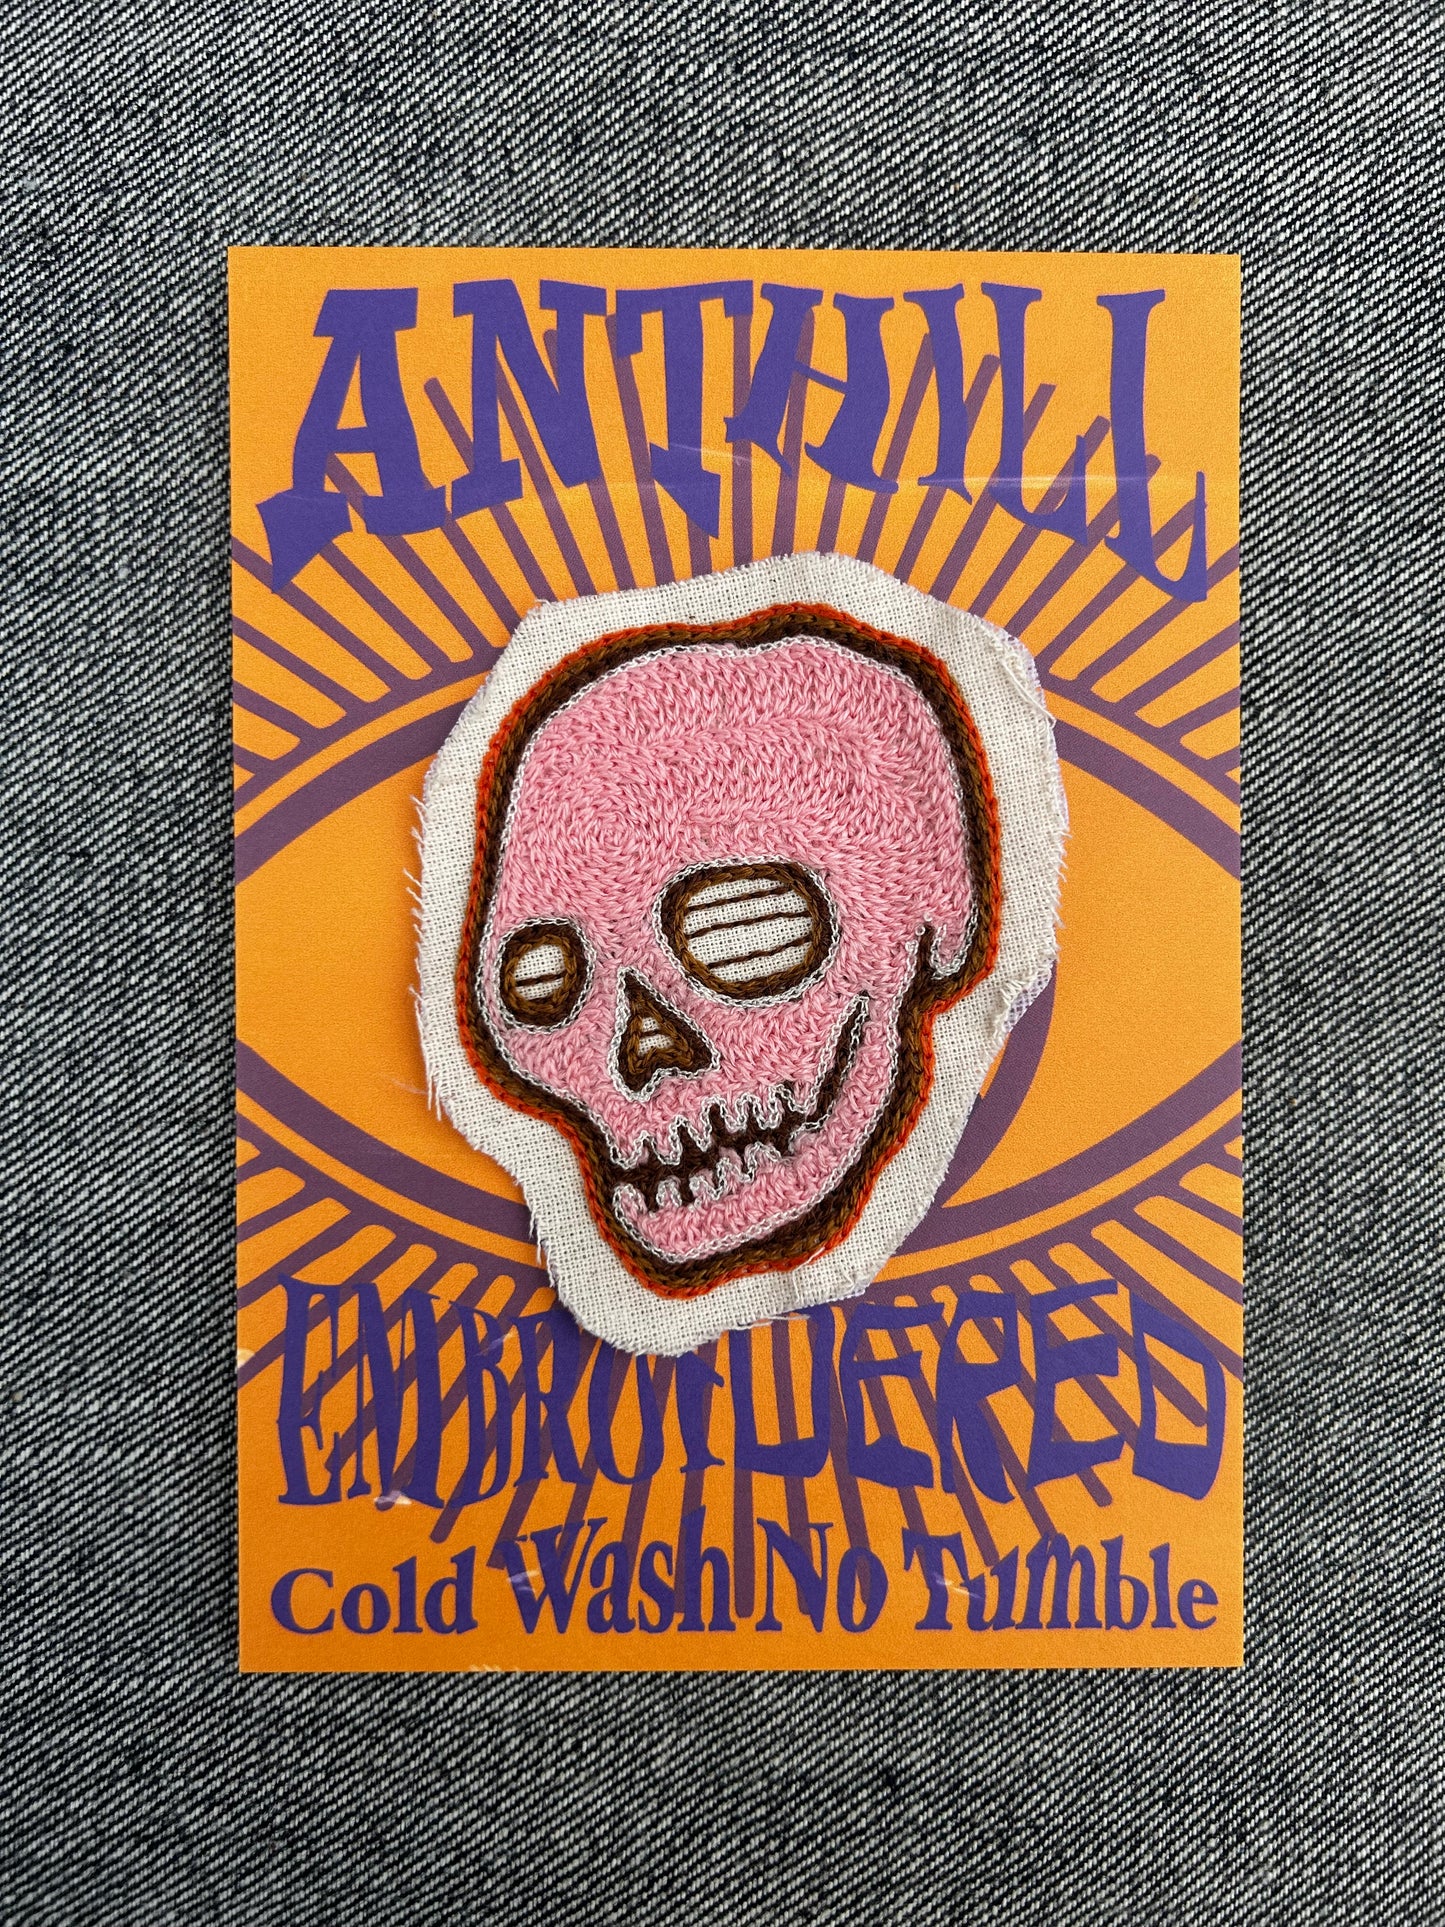 ANTHILL
EMBROIDERED
Cold Wash No Tumble